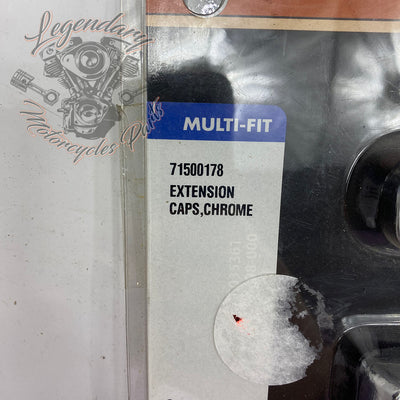 Legendary
Motorcycles Parts
MULTI-FIT
71500178
EXTENSION
CAPS,CHROME